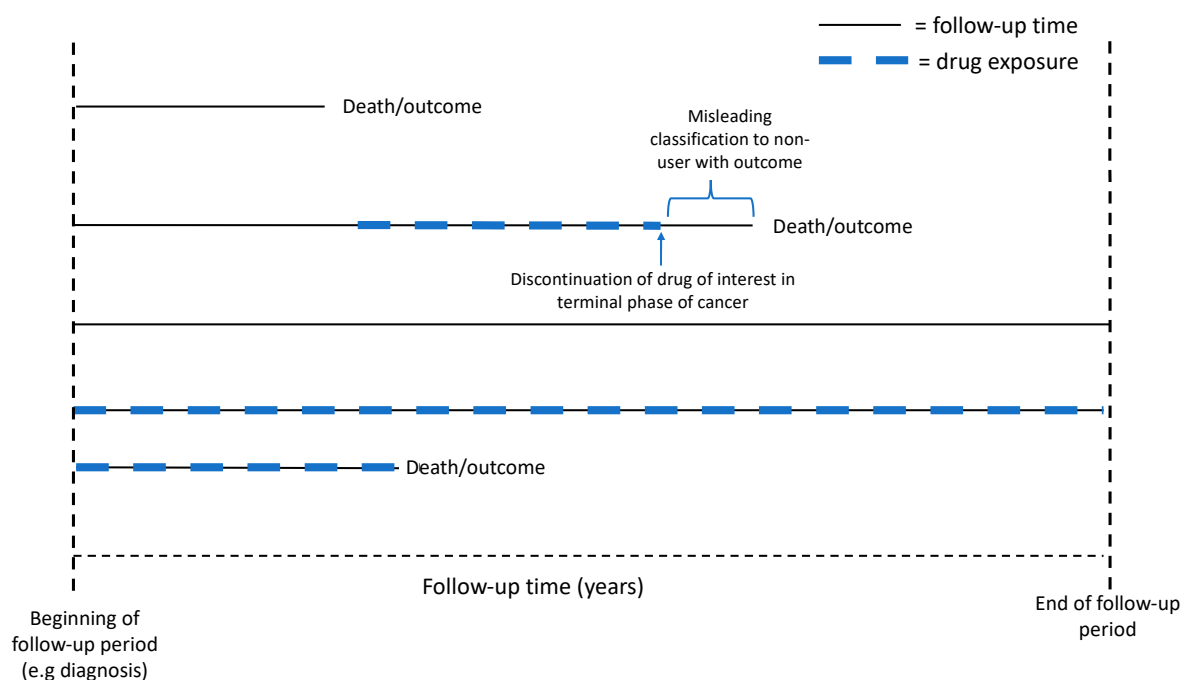 = follow-up time
= drug exposure
Death/outcome
Misleading
classification to non-
user with outcome
Death/outcome
Discontinuation of drug of interest in
terminal phase of cancer
Death/outcome
Follow-up time (years)
Beginning of
follow-up period
(e.g diagnosis)
End of follow-up
period